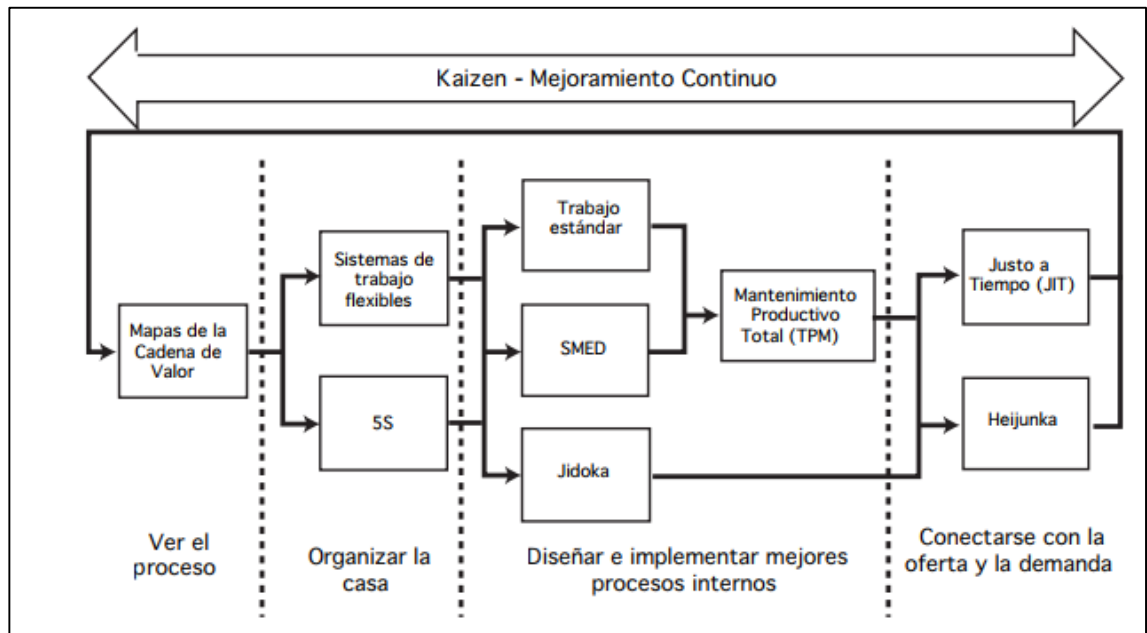 Kaizen - Mejoramiento Continuo
Mapas de la
Cadena de
Valor
Sistemas de
trabajo
flexibles
5S
Trabajo
estándar
SMED
Jidoka
Mantenimiento
Productivo
Total (TPM)
Justo a
Tiempo (JIT)
Heijunka
Ver el
proceso
Organizar la
casa
Diseñar e implementar mejores
procesos internos
Conectarse con la
oferta y la demanda